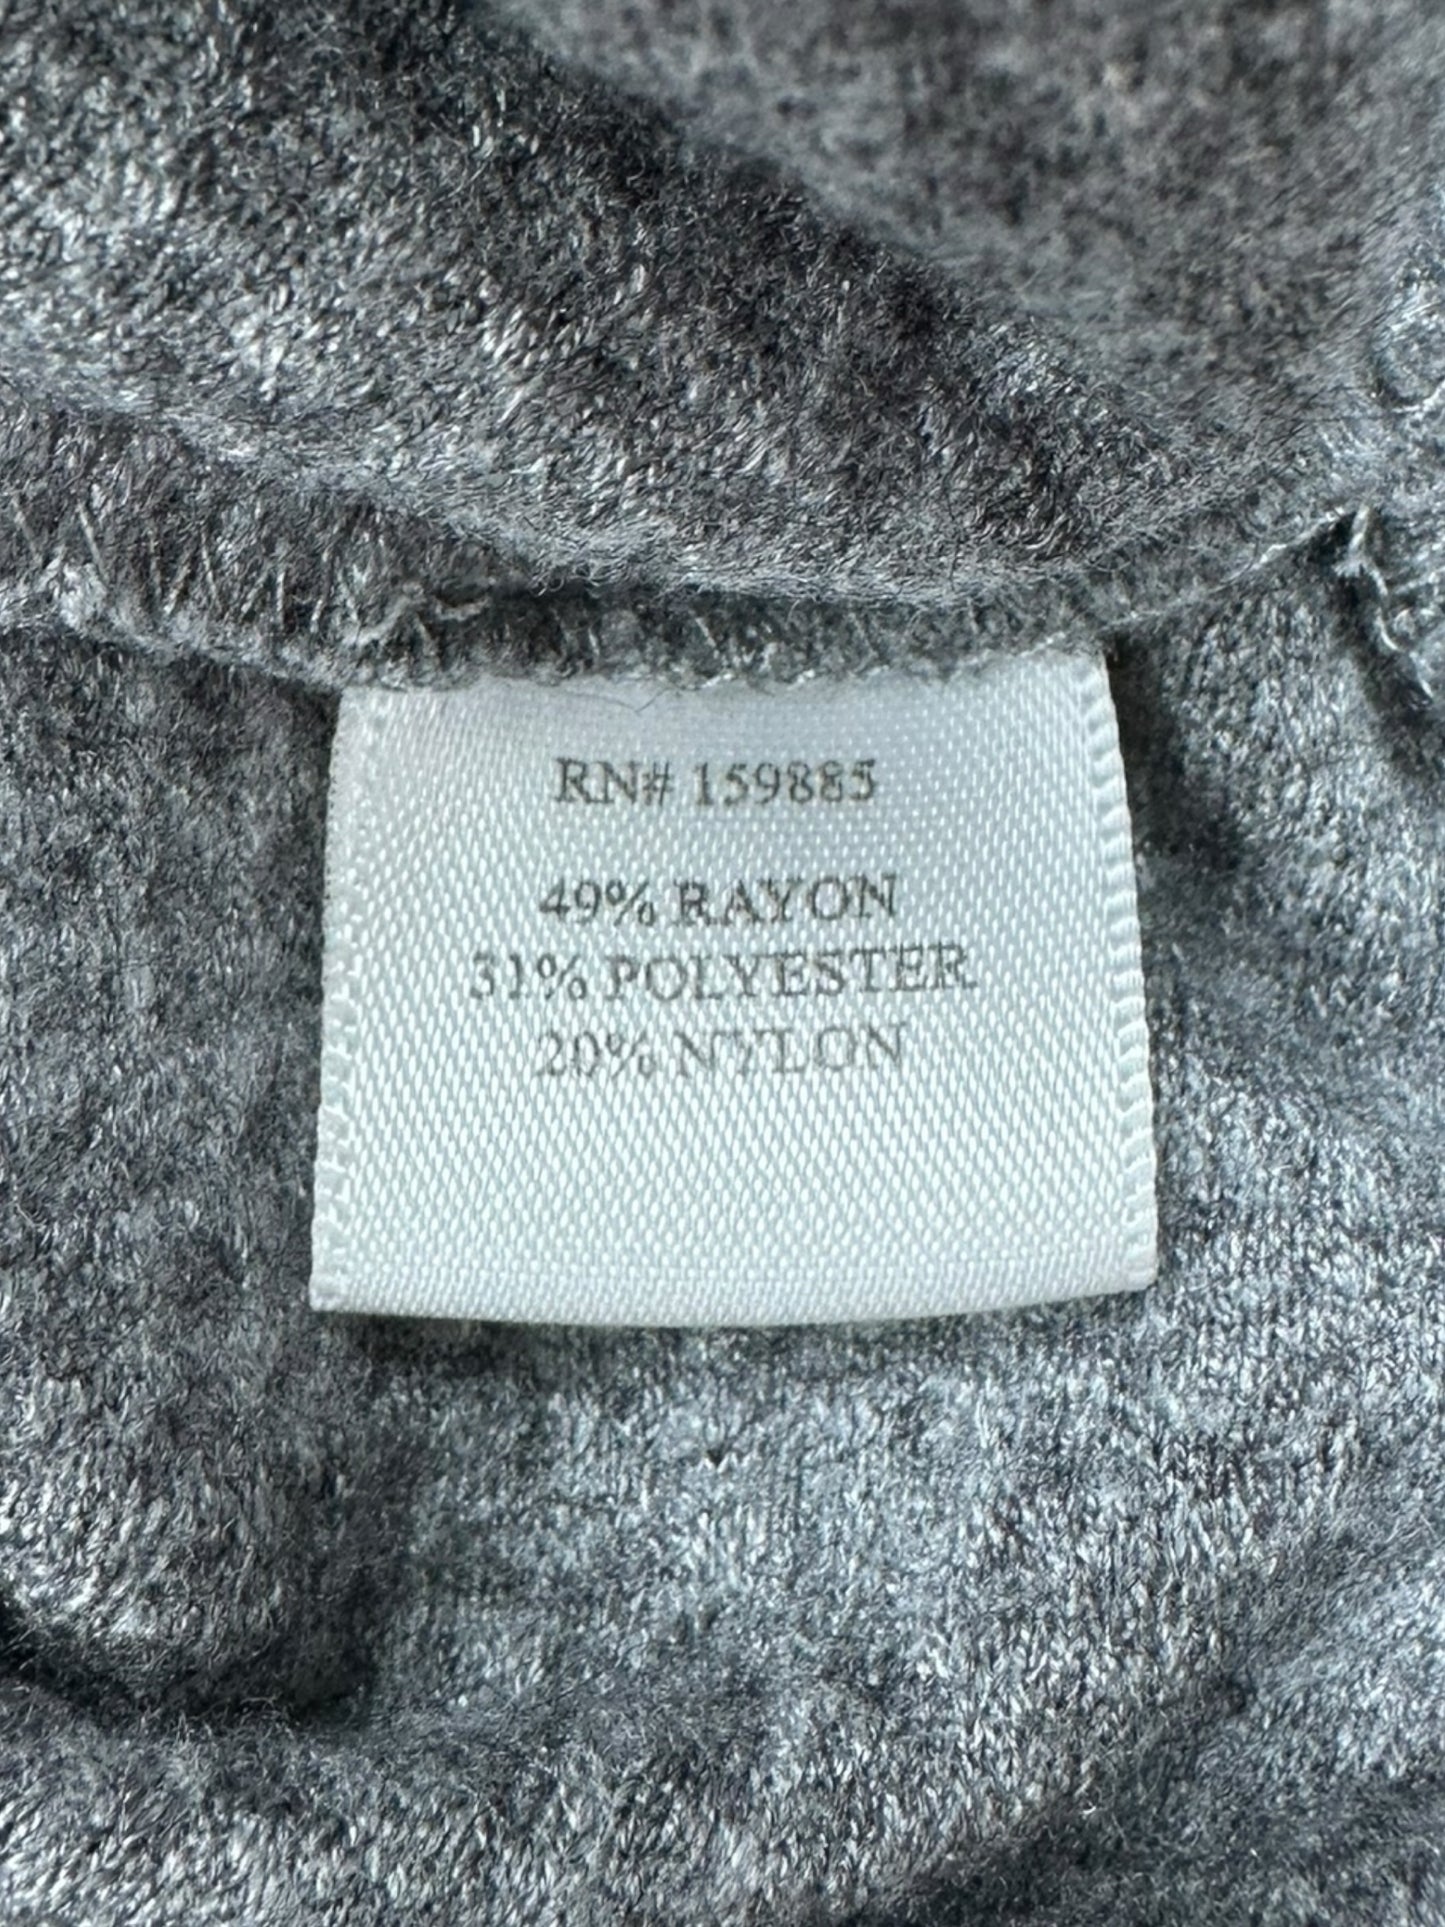 RN# 159885
49% RAYON
31% POLYESTER
20% NYLON